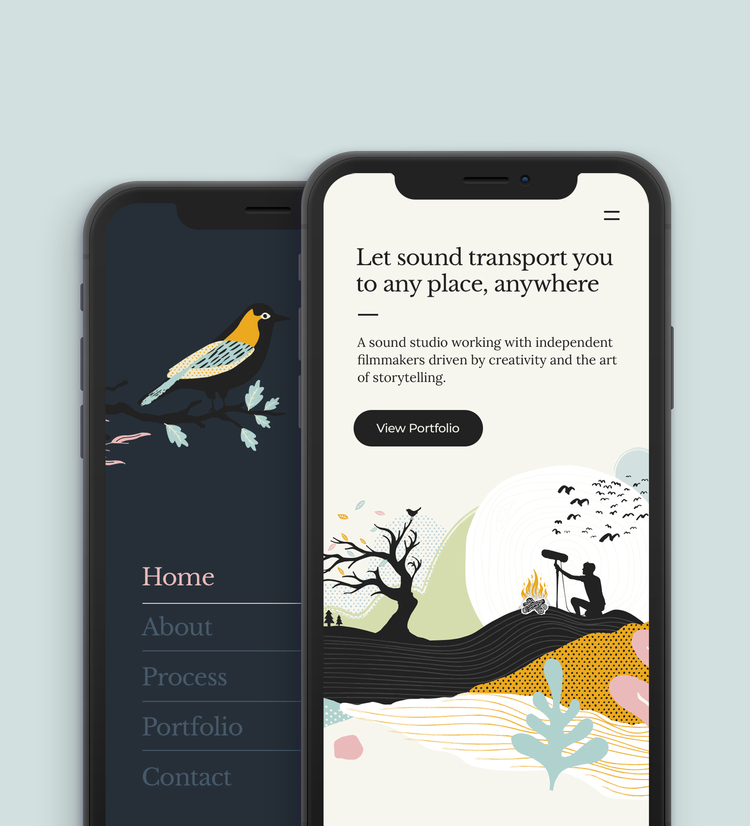 Let sound transport you
to any place, anywhere
A sound studio working with independent
filmmakers driven by creativity and the art
of storytelling.
View Portfolio
Home
About
Process
Portfolio
Contact